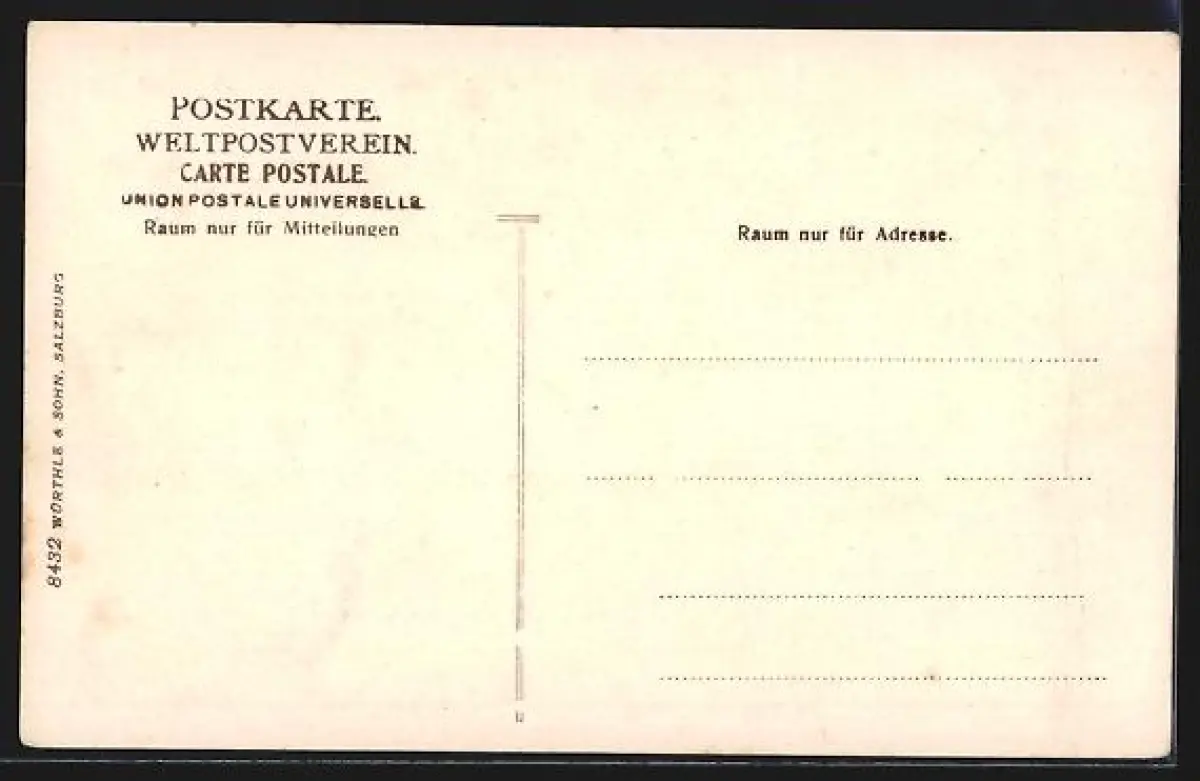 POSTKARTE.
WELTPOSTVEREIN.
CARTE POSTALE.
UNION POSTALE UNIVERSELLE.
Raum nur für Mitteilungen
Raum nur für Adresse.
8432 WÜRTHLE & SOHN, SALZBURG